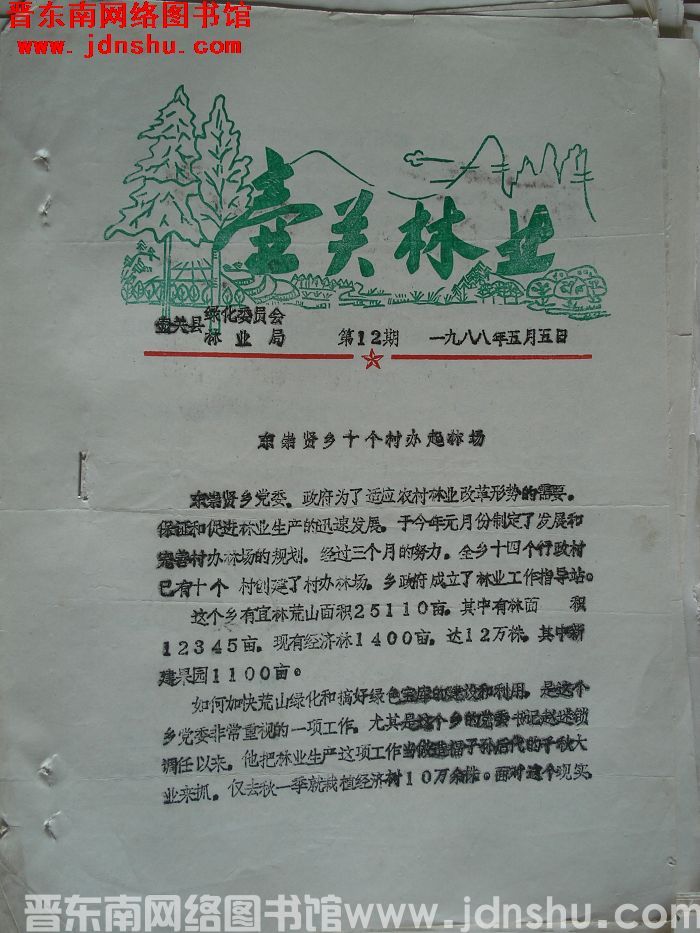 晋东南网络图书馆
www.jdnshu.com
壶关林业
壶关县 绿化委员会
林业局
第12期 一九八八年五月五日
东崇贤乡十个村办起林场
东崇贤乡党委、政府为了适应农村林业改革形势的需要，
保证和促进林业生产的迅速发展，于今年元月份制定了发展和
完善村办林场的规划，经过三个月的努力，全乡十四个行政村
已有十个 村创建了村办林场。乡政府成立了林业工作指导站。
这个乡有宜林荒山面积25110亩，其中有林面 积
12345亩，现有经济林1400亩，达12万株，其中新
建果园1100亩。
如何加快荒山绿化和搞好绿色宝库的建设和利用，是这个
乡党委非常重视的一项工作，尤其是这个乡的党委书记赵 锁
调任以来，他把林业生产这项工作当做造福子孙后代的千秋大
业来抓，仅去秋一季就栽植经济树10万余株。面对这个现实，
晋东南网络图书馆www.jdnshu.com